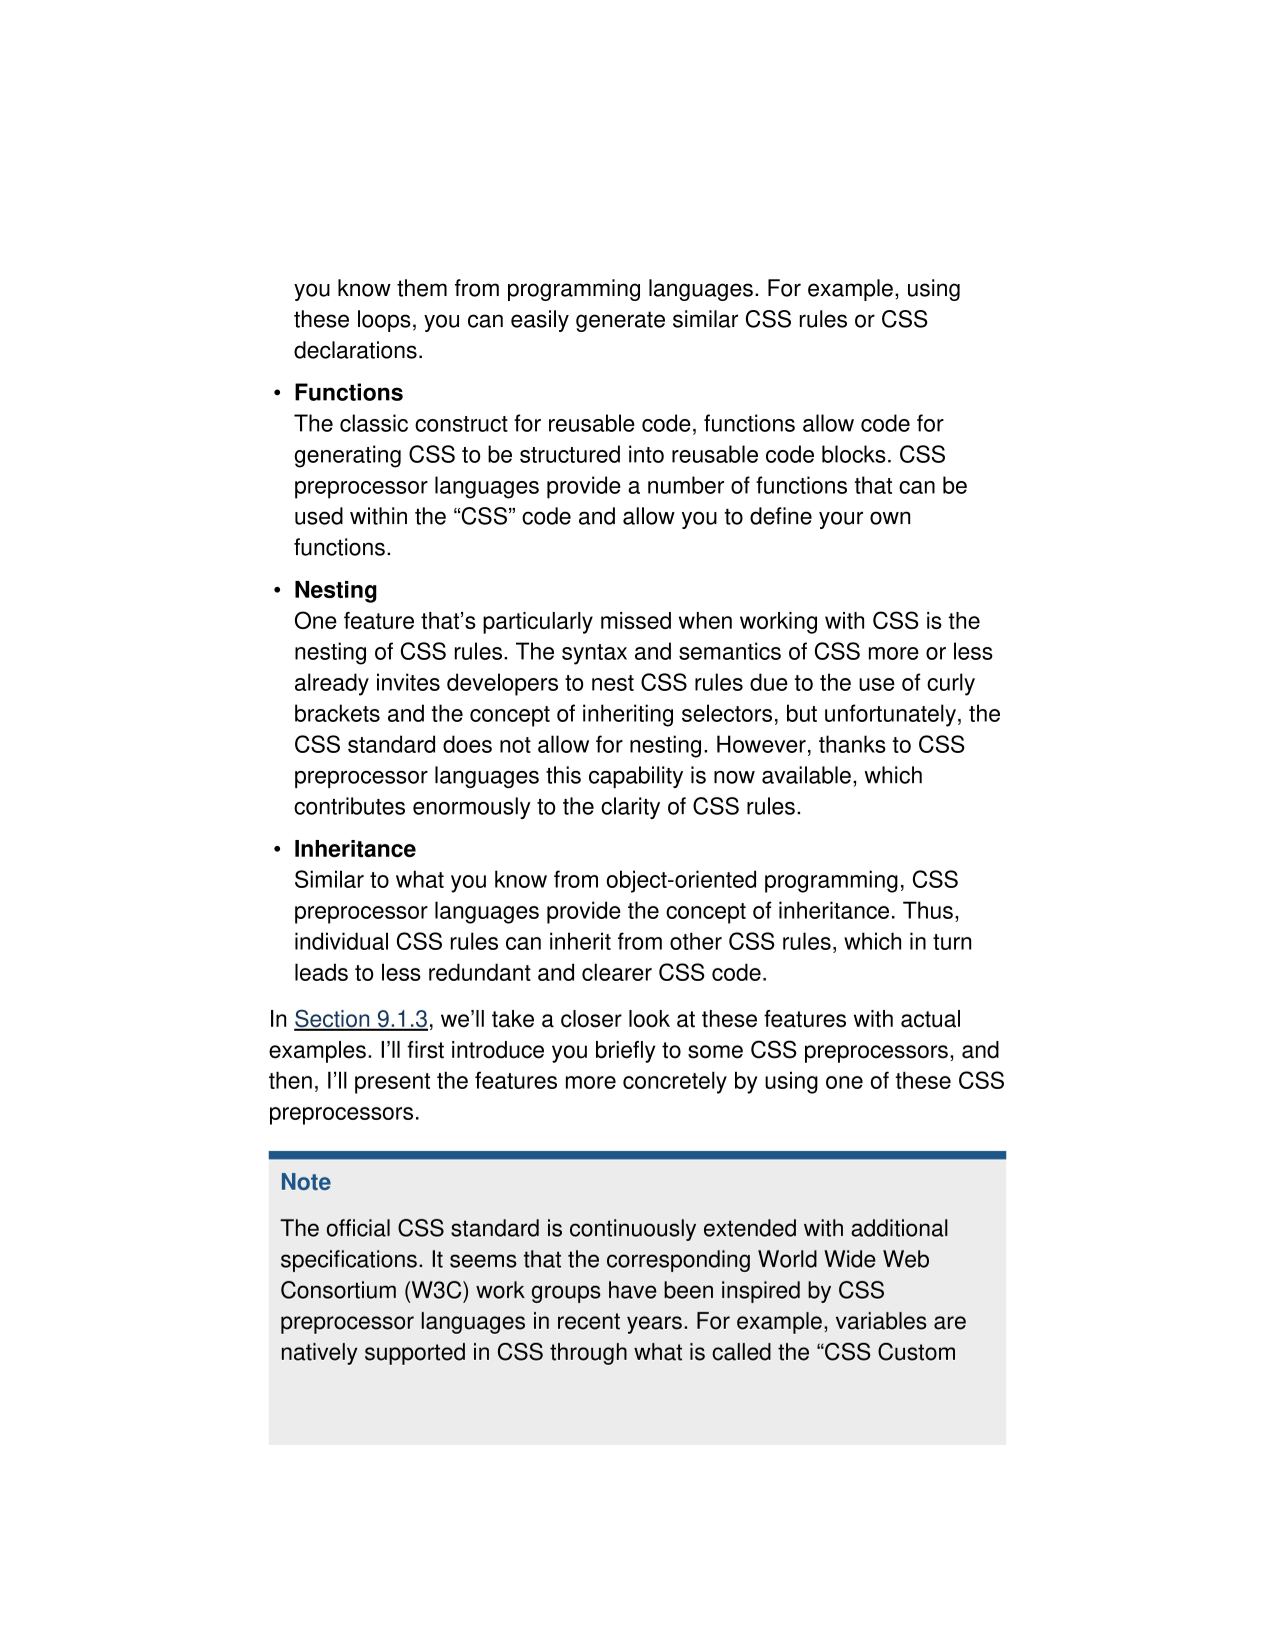 you know them from programming languages. For example, using
these loops, you can easily generate similar CSS rules or CSS
declarations.
• Functions
The classic construct for reusable code, functions allow code for
generating CSS to be structured into reusable code blocks. CSS
preprocessor languages provide a number of functions that can be
used within the “CSS” code and allow you to define your own
functions.
• Nesting
One feature that’s particularly missed when working with CSS is the
nesting of CSS rules. The syntax and semantics of CSS more or less
already invites developers to nest CSS rules due to the use of curly
brackets and the concept of inheriting selectors, but unfortunately, the
CSS standard does not allow for nesting. However, thanks to CSS
preprocessor languages this capability is now available, which
contributes enormously to the clarity of CSS rules.
• Inheritance
Similar to what you know from object-oriented programming, CSS
preprocessor languages provide the concept of inheritance. Thus,
individual CSS rules can inherit from other CSS rules, which in turn
leads to less redundant and clearer CSS code.
In Section 9.1.3, we’ll take a closer look at these features with actual
examples. I’ll first introduce you briefly to some CSS preprocessors, and
then, I’ll present the features more concretely by using one of these CSS
preprocessors.
Note
The official CSS standard is continuously extended with additional
specifications. It seems that the corresponding World Wide Web
Consortium (W3C) work groups have been inspired by CSS
preprocessor languages in recent years. For example, variables are
natively supported in CSS through what is called the “CSS Custom